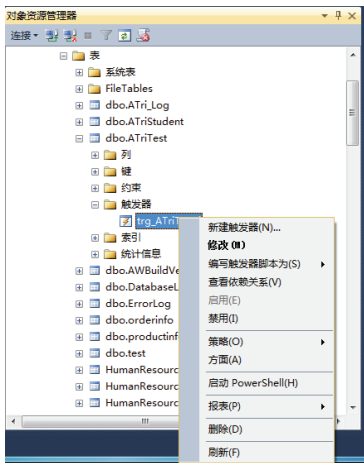 对象资源管理器
连接
表
系统表
FileTables
dbo.ATri_Log
dbo.ATriStudent
dbo.ATriTest
列
键
约束
触发器
trg_ATriT
索引
统计信息
dbo.AWBuildVe
dbo.DatabaseL
dbo.ErrorLog
dbo.orderinfo
dbo.productinf
dbo.test
HumanResourc
HumanResourc
HumanResourc
新建触发器(N)...
修改(M)
编写触发器脚本为(S)
查看依赖关系(V)
启用(E)
禁用(I)
策略(O)
方面(A)
启动 PowerShell(H)
报表(P)
删除(D)
刷新(F)